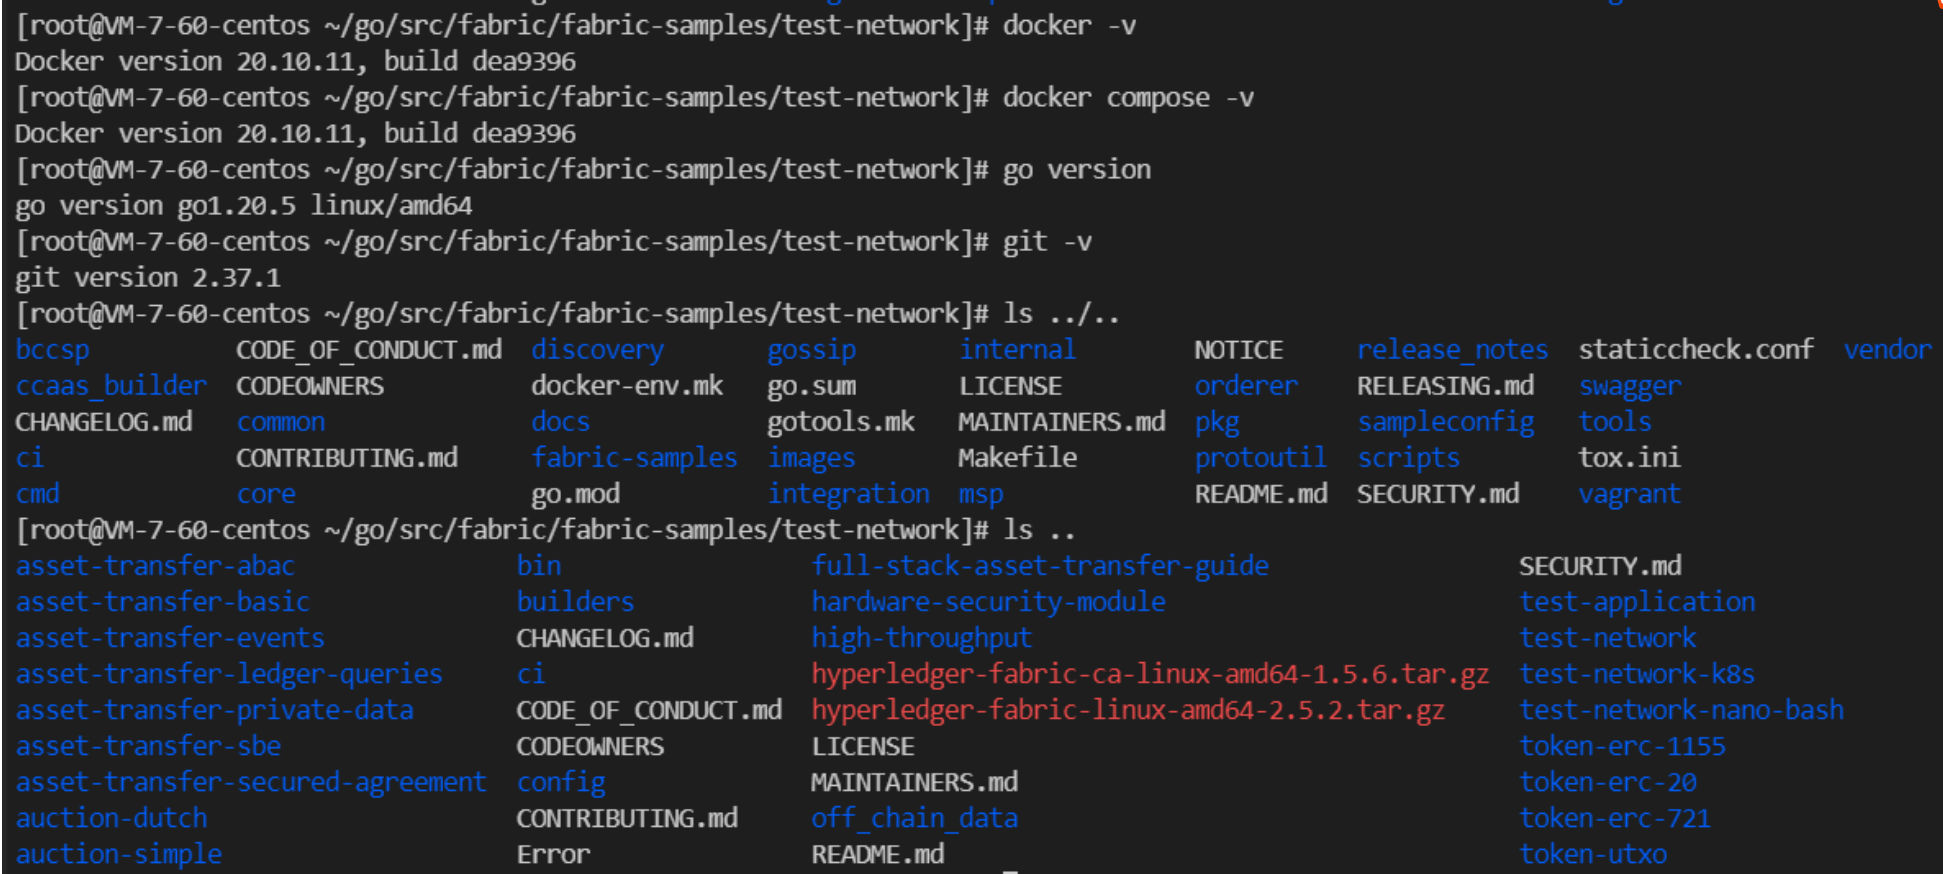 [root@VM-7-60-centos ~/go/src/fabric/fabric-samples/test-network]# docker -v
Docker version 20.10.11, build dea9396
[root@VM-7-60-centos ~/go/src/fabric/fabric-samples/test-network]# docker compose -v
Docker version 20.10.11, build dea9396
[root@VM-7-60-centos ~/go/src/fabric/fabric-samples/test-network]# go version
go version go1.20.5 linux/amd64
[root@VM-7-60-centos ~/go/src/fabric/fabric-samples/test-network]# git -v
git version 2.37.1
[root@VM-7-60-centos ~/go/src/fabric/fabric-samples/test-network]# ls ../..
bccsp CODE_OF_CONDUCT.md discovery gossip internal NOTICE release_notes staticcheck.conf vendor
ccaas_builder CODEOWNERS docker-env.mk go.sum LICENSE orderer RELEASING.md swagger
CHANGELOG.md common docs gotools.mk MAINTAINERS.md pkg sampleconfig tools
ci CONTRIBUTING.md fabric-samples images Makefile protoutil scripts tox.ini
cmd core go.mod integration msp README.md SECURITY.md vagrant
[root@VM-7-60-centos ~/go/src/fabric/fabric-samples/test-network]# ls ..
asset-transfer-abac bin full-stack-asset-transfer-guide SECURITY.md
asset-transfer-basic builders hardware-security-module test-application
asset-transfer-events CHANGELOG.md high-throughput test-network
asset-transfer-ledger-queries ci hyperledger-fabric-ca-linux-amd64-1.5.6.tar.gz test-network-k8s
asset-transfer-private-data CODE_OF_CONDUCT.md hyperledger-fabric-linux-amd64-2.5.2.tar.gz test-network-nano-bash
asset-transfer-sbe CODEOWNERS LICENSE token-erc-1155
asset-transfer-secured-agreement config MAINTAINERS.md token-erc-20
auction-dutch CONTRIBUTING.md off_chain_data token-erc-721
auction-simple Error README.md token-utxo